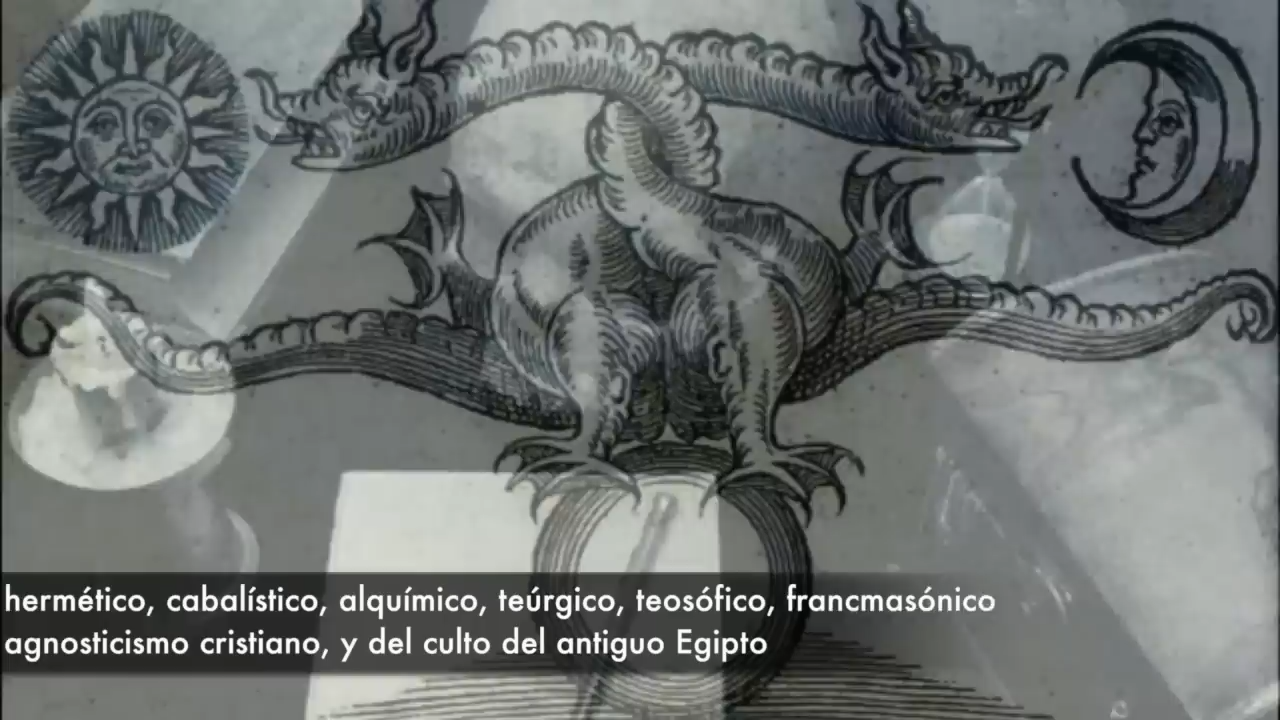 hermético, cabalístico, alquímico, teúrgico, teosófico, francmasónico
agnosticismo cristiano, y del culto del antiguo Egipto